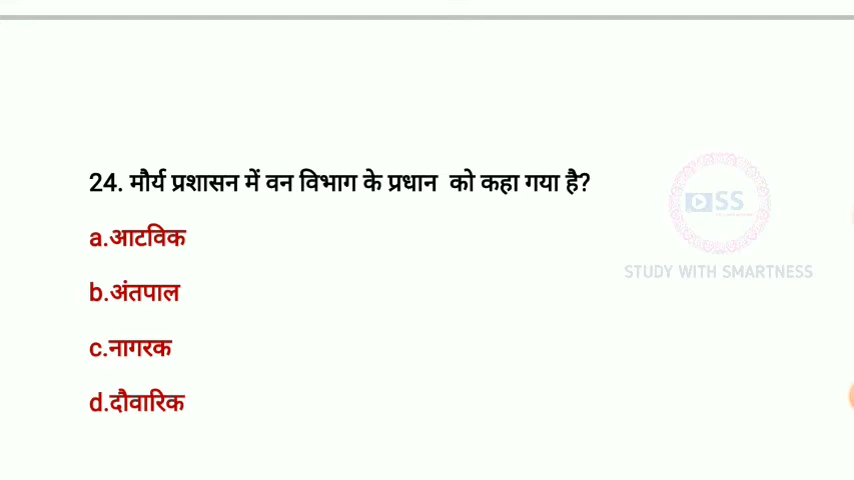 24. मौर्य प्रशासन में वन विभाग के प्रधान को कहा गया है?
a.आटविक
b.अंतपाल
c.नागरक
d.दौवारिक
SS
STUDY WITH SMARTNESS